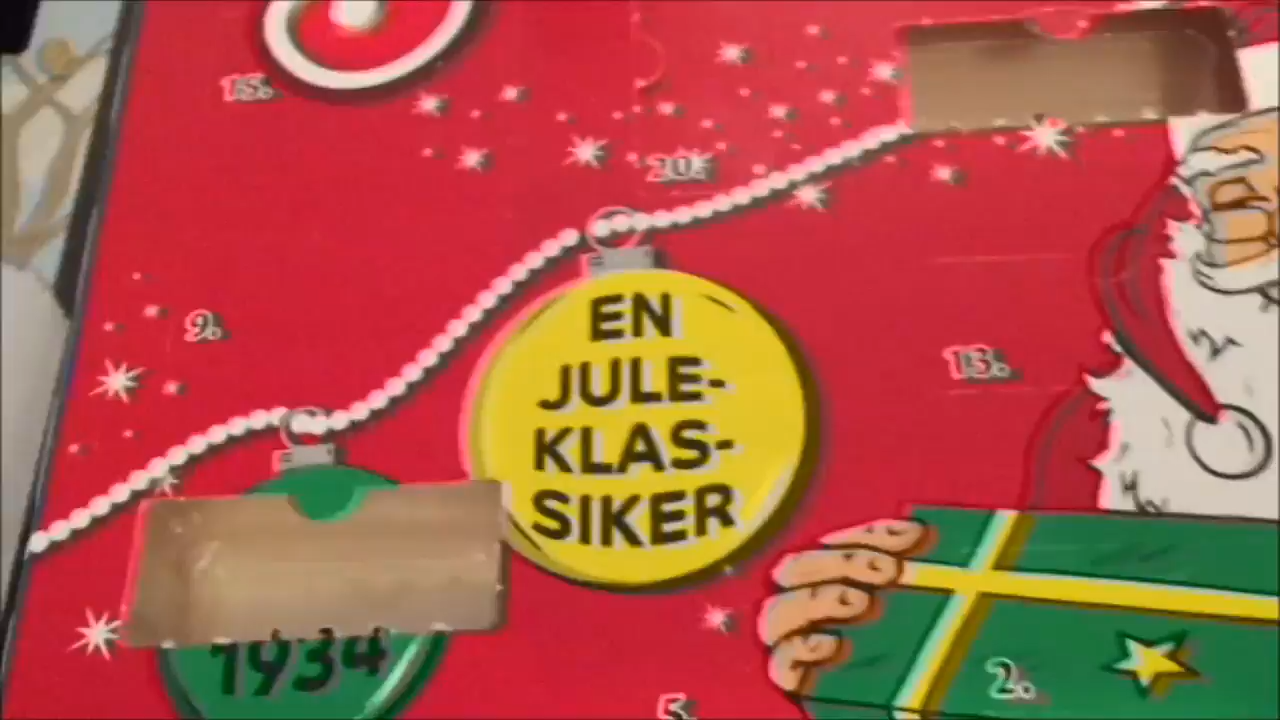 15.
20.
9.
EN
JULE-
KLAS-
SIKER
13.
1934
2.
5.